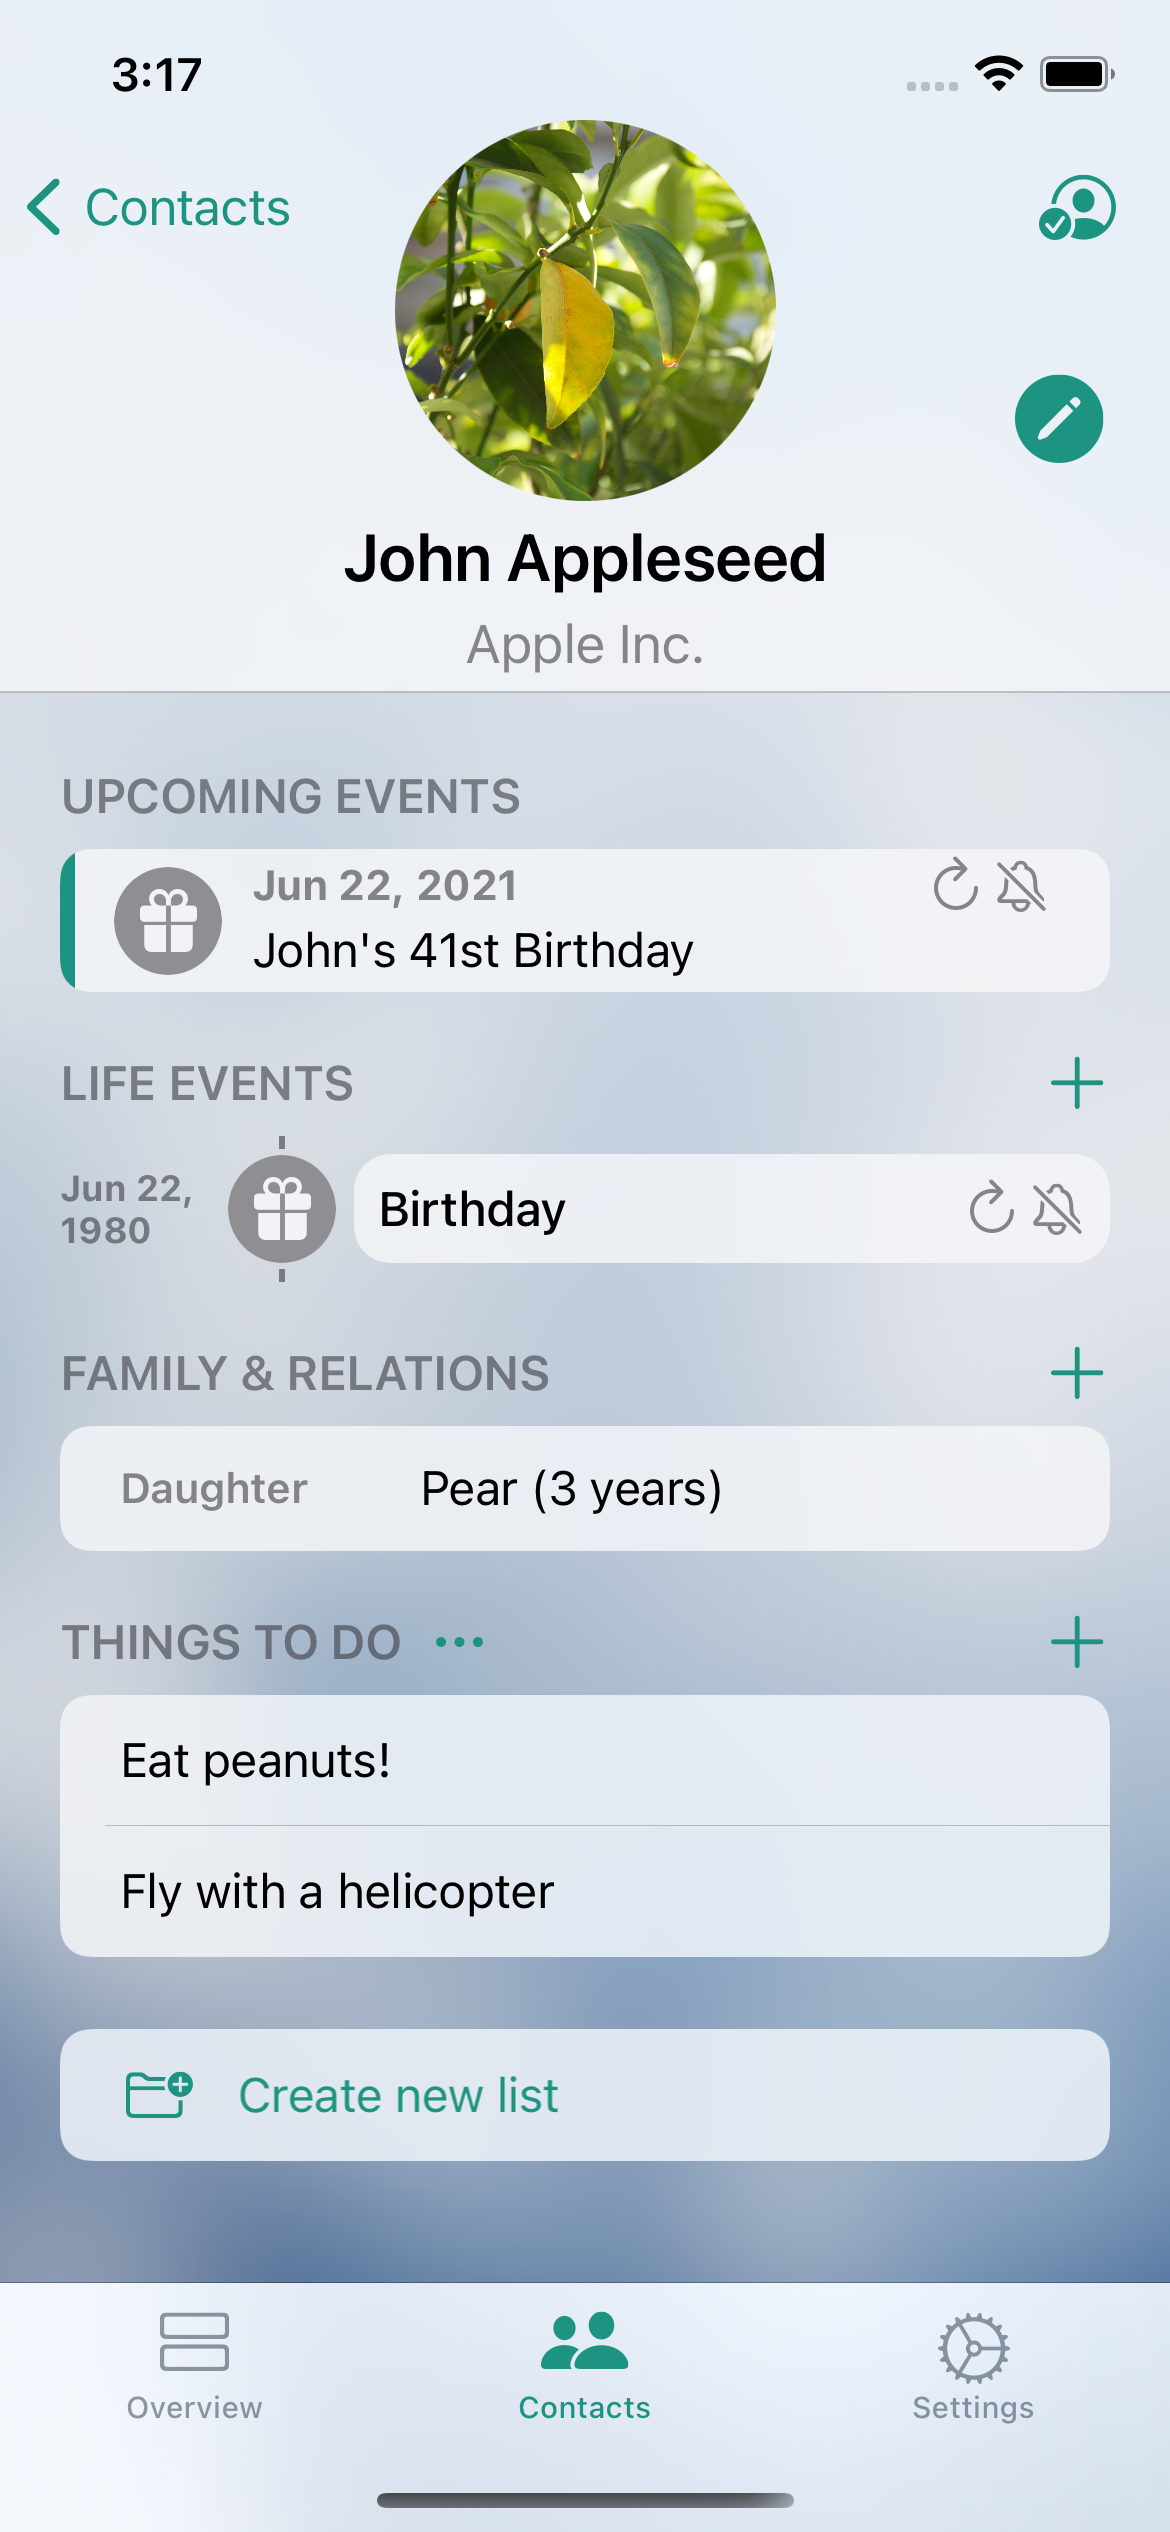 3:17
Contacts
John Appleseed
Apple Inc.
UPCOMING EVENTS
Jun 22, 2021
John's 41st Birthday
LIFE EVENTS
Jun 22,
1980
Birthday
FAMILY & RELATIONS
Daughter Pear (3 years)
THINGS TO DO
Eat peanuts!
Fly with a helicopter
Create new list
Overview Contacts Settings